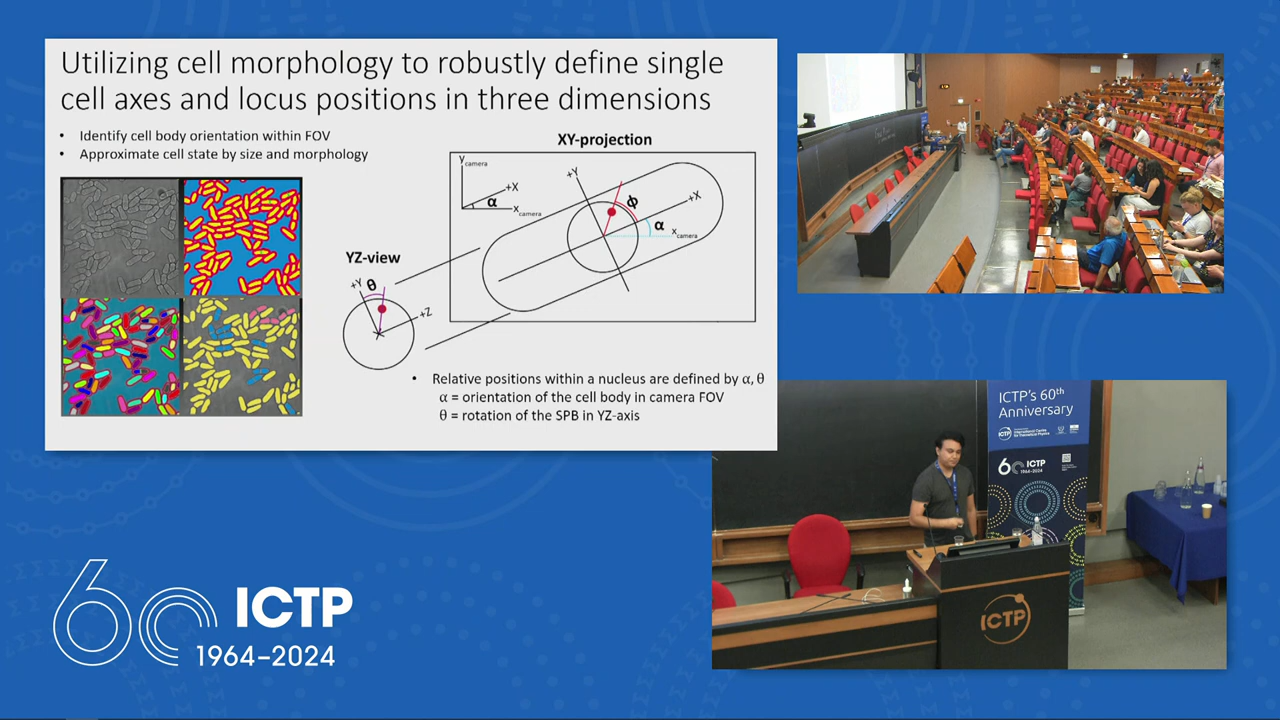 Utilizing cell morphology to robustly define single
cell axes and locus positions in three dimensions
• Identify cell body orientation within FOV
• Approximate cell state by size and morphology
XY-projection
y camera
+X
α
x camera
+Y
+X
ϕ
α
x camera
YZ-view
+Y
θ
+Z
• Relative positions within a nucleus are defined by α, θ
α = orientation of the cell body in camera FOV
θ = rotation of the SPB in YZ-axis
ICTP's 60th
Anniversary
ICTP
60 ICTP
1964-2024
ICTP
60 ICTP
1964–2024